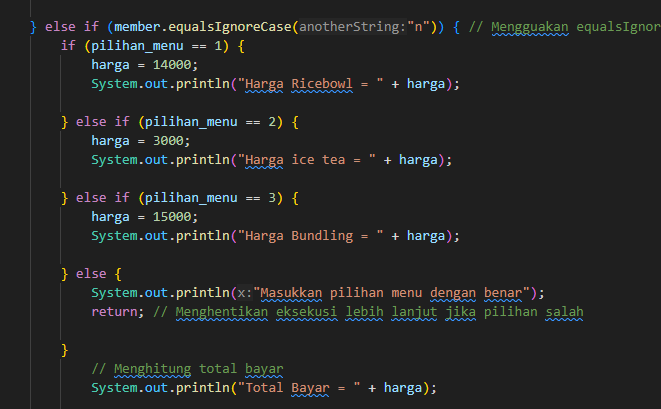 } else if (member.equalsIgnoreCase(anotherString:"n")) { // Mengguakan equalsIgnor
if (pilihan_menu == 1) {
harga = 14000;
System.out.println("Harga Ricebowl = " + harga);
} else if (pilihan_menu == 2) {
harga = 3000;
System.out.println("Harga ice tea = " + harga);
} else if (pilihan_menu == 3) {
harga = 15000;
System.out.println("Harga Bundling = " + harga);
} else {
System.out.println(x:"Masukkan pilihan menu dengan benar");
return; // Menghentikan eksekusi lebih lanjut jika pilihan salah
}
// Menghitung total bayar
System.out.println("Total Bayar = " + harga);